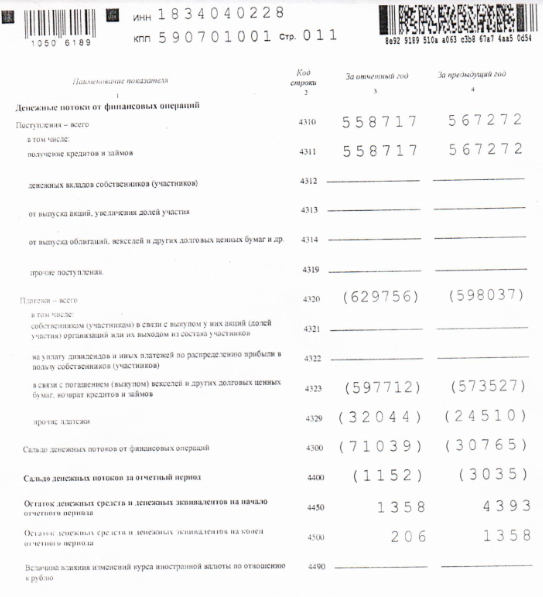 ИНН 1834040228
1050 6189
КПП 590701001 Стр. 011
8e92 9189 510a a063 c3b8 67a7 4aa5 0d54
Наименование показателя Код строки За отчетный год За предыдущий год
1 2 3 4
Денежные потоки от финансовых операций
Поступления – всего 4310 558717 567272
в том числе:
получение кредитов и займов 4311 558717 567272
денежных вкладов собственников (участников) 4312
от выпуска акций, увеличения долей участия 4313
от выпуска облигаций, векселей и других долговых ценных бумаг и др. 4314
прочие поступления 4319
Платежи – всего 4320 (629756) (598037)
в том числе:
собственникам (участникам) в связи с выкупом у них акций (долей
участия) организации или их выходом из состава участников 4321
на уплату дивидендов и иных платежей по распределению прибыли в
пользу собственников (участников) 4322
в связи с погашением (выкупом) векселей и других долговых ценных
бумаг, возврат кредитов и займов 4323 (597712) (573527)
прочие платежи 4329 (32044) (24510)
Сальдо денежных потоков от финансовых операций 4300 (71039) (30765)
Сальдо денежных потоков за отчетный период 4400 (1152) (3035)
Остаток денежных средств и денежных эквивалентов на начало
отчетного периода 4450 1358 4393
Остаток денежных средств и денежных эквивалентов на конец
отчетного периода 4500 206 1358
Величина влияния изменений курса иностранной валюты по отношению
к рублю 4490